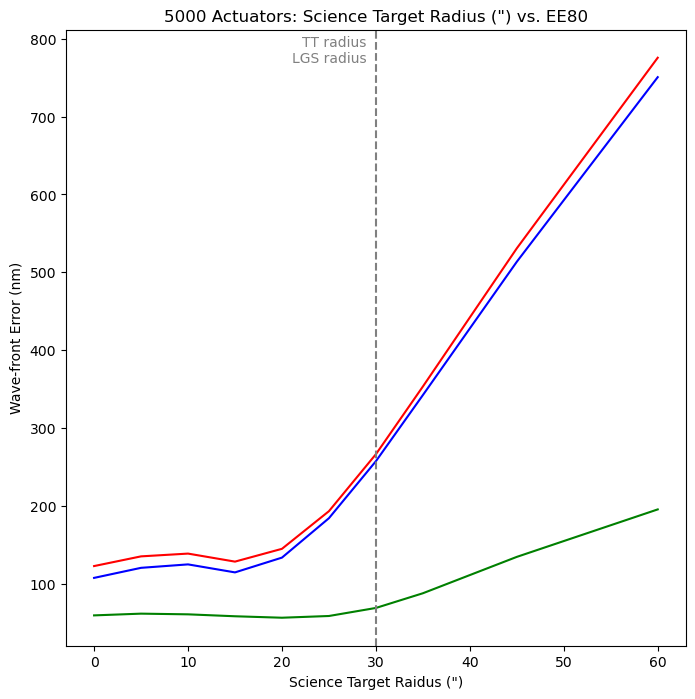 5000 Actuators: Science Target Radius (") vs. EE80
TT radius
LGS radius
800
700
600
500
400
300
200
100
Wave-front Error (nm)
0 10 20 30 40 50 60
Science Target Raidus (")